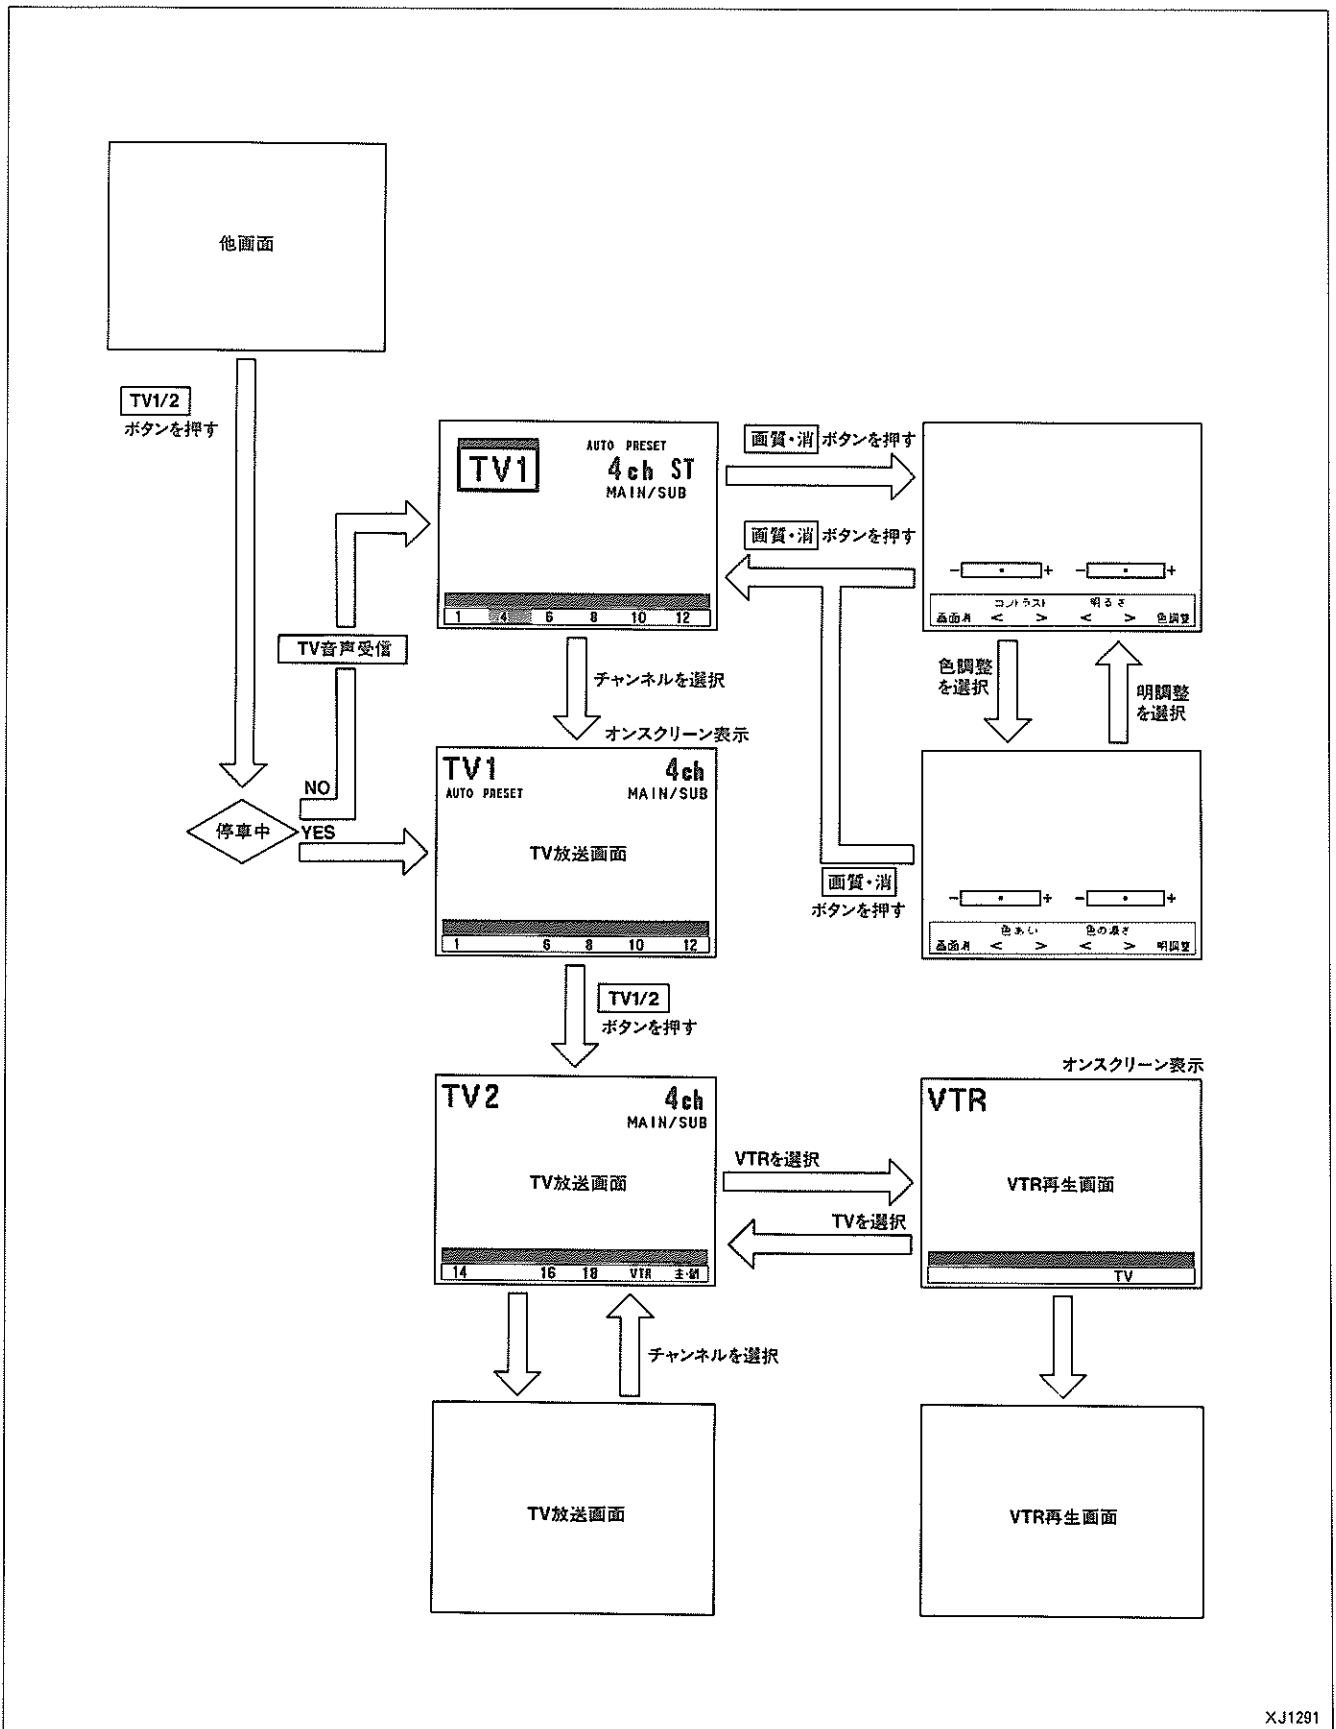 他画面
TV1/2
ボタンを押す
TV1
AUTO PRESET
4ch ST
MAIN/SUB
1 4 6 8 10 12
画質・消 ボタンを押す
画質・消 ボタンを押す
- +
- +
コントラスト 明るさ
画面消 < > < > 色調整
TV音声受信
チャンネルを選択
色調整
を選択
明調整
を選択
オンスクリーン表示
NO
停車中
YES
TV1
AUTO PRESET
4ch
MAIN/SUB
TV放送画面
1 6 8 10 12
画質・消
ボタンを押す
- +
- +
色あい 色の濃さ
画面消 < > < > 明調整
TV1/2
ボタンを押す
TV2
4ch
MAIN/SUB
TV放送画面
14 16 18 VTR 主・副
VTRを選択
TVを選択
オンスクリーン表示
VTR
VTR再生画面
TV
チャンネルを選択
TV放送画面
VTR再生画面
XJ1291